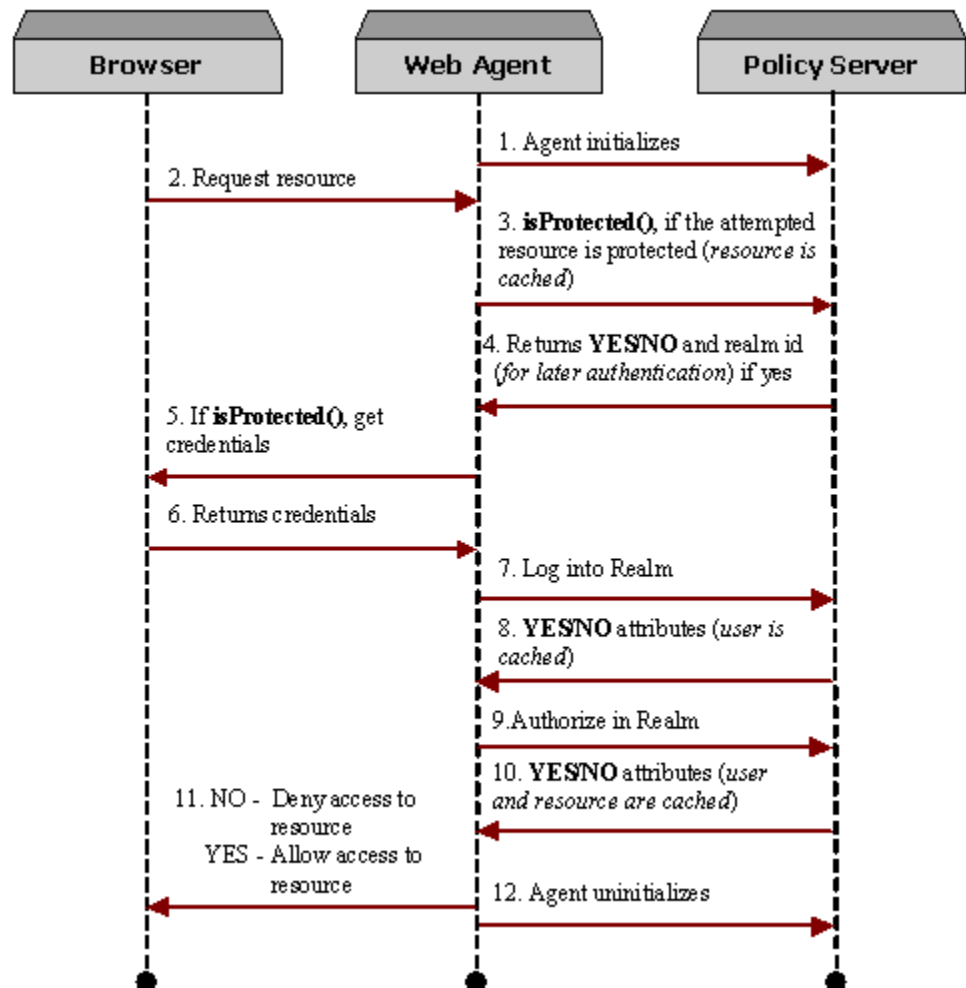 Browser
Web Agent
Policy Server
1. Agent initializes
2. Request resource
3. isProtected(), if the attempted
resource is protected (resource is
cached)
4. Returns YES/NO and realm id
(for later authentication) if yes
5. If isProtected(), get
credentials
6. Returns credentials
7. Log into Realm
8. YES/NO attributes (user is
cached)
9.Authorize in Realm
10. YES/NO attributes (user
and resource are cached)
11. NO - Deny access to
resource
YES - Allow access to
resource
12. Agent uninitializes